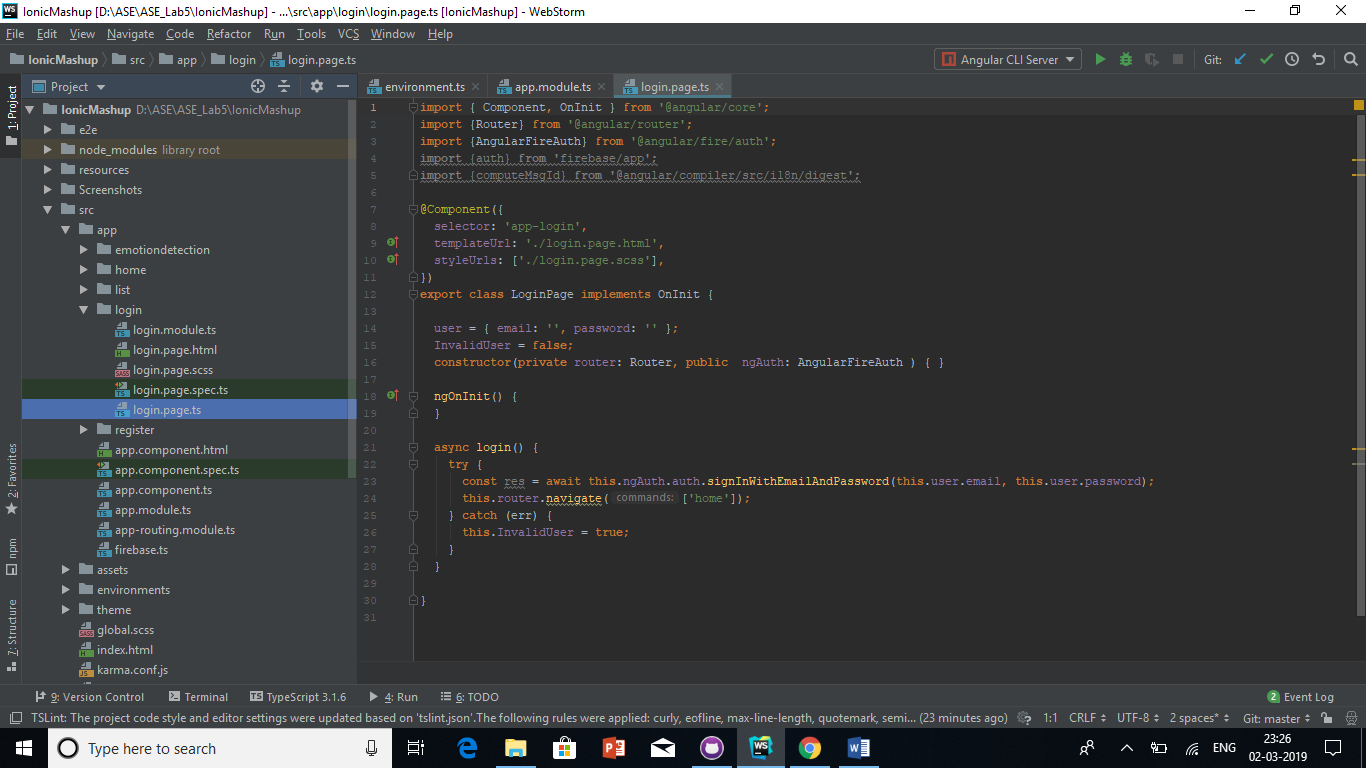 IonicMashup [D:\ASE\ASE_Lab5\IonicMashup] - ...\src\app\login\login.page.ts [IonicMashup] - WebStorm
File Edit View Navigate Code Refactor Run Tools VCS Window Help
IonicMashup src app login login.page.ts Angular CLI Server Git:
Project environment.ts app.module.ts login.page.ts
1: Project
2: Favorites
npm
7: Structure
IonicMashup D:\ASE\ASE_Lab5\IonicMashup
e2e
node_modules library root
resources
Screenshots
src
app
emotiondetection
home
list
login
login.module.ts
login.page.html
login.page.scss
login.page.spec.ts
login.page.ts
register
app.component.html
app.component.spec.ts
app.component.ts
app.module.ts
app-routing.module.ts
firebase.ts
assets
environments
theme
global.scss
index.html
karma.conf.js
1 import { Component, OnInit } from '@angular/core';
2 import {Router} from '@angular/router';
3 import {AngularFireAuth} from '@angular/fire/auth';
4 import {auth} from 'firebase/app';
5 import {computeMsgId} from '@angular/compiler/src/i18n/digest';
6
7 @Component({
8 selector: 'app-login',
9 templateUrl: './login.page.html',
10 styleUrls: ['./login.page.scss'],
11 })
12 export class LoginPage implements OnInit {
13
14 user = { email: '', password: '' };
15 InvalidUser = false;
16 constructor(private router: Router, public  ngAuth: AngularFireAuth ) { }
17
18 ngOnInit() {
19 }
20
21 async login() {
22 try {
23 const res = await this.ngAuth.auth.signInWithEmailAndPassword(this.user.email, this.user.password);
24 this.router.navigate( commands: ['home']);
25 } catch (err) {
26 this.InvalidUser = true;
27 }
28 }
29
30 }
31
9: Version Control Terminal TypeScript 3.1.6 4: Run 6: TODO 2 Event Log
TSLint: The project code style and editor settings were updated based on 'tslint.json'.The following rules were applied: curly, eofline, max-line-length, quotemark, semi... (23 minutes ago) 1:1 CRLF UTF-8 2 spaces* Git: master
Type here to search ENG 23:26
02-03-2019